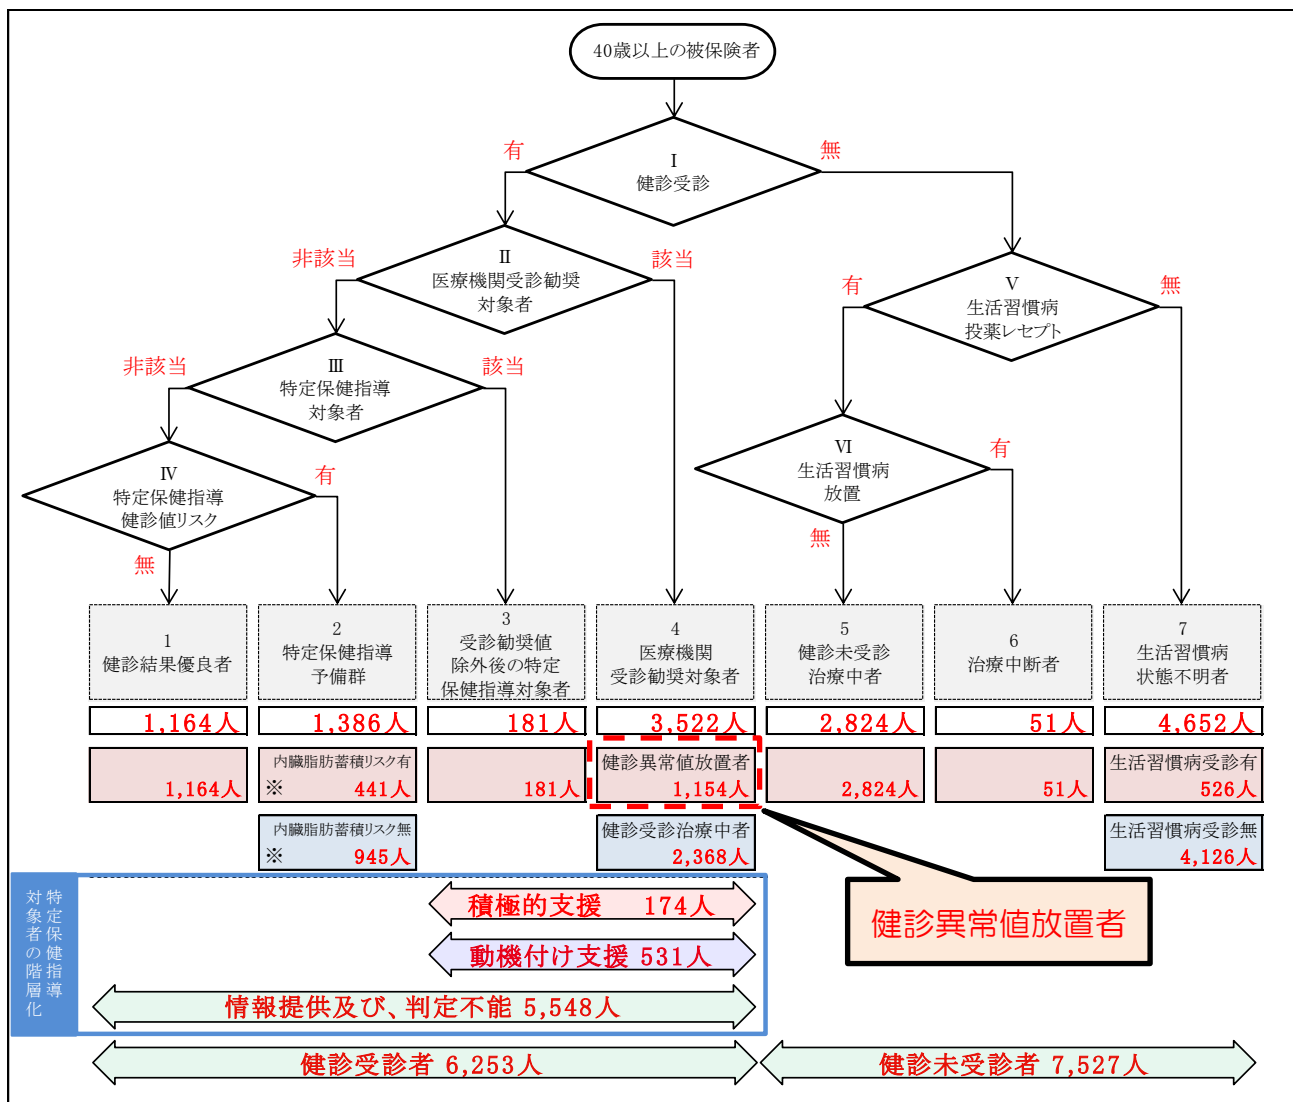 40歳以上の被保険者
Ⅰ
健診受診
有
無
Ⅱ
医療機関受診勧奨
対象者
非該当
該当
Ⅴ
生活習慣病
投薬レセプト
有
無
Ⅲ
特定保健指導
対象者
非該当
該当
Ⅳ
特定保健指導
健診値リスク
有
無
Ⅵ
生活習慣病
放置
有
無
1
健診結果優良者
2
特定保健指導
予備群
3
受診勧奨値
除外後の特定
保健指導対象者
4
医療機関
受診勧奨対象者
5
健診未受診
治療中者
6
治療中断者
7
生活習慣病
状態不明者
1,164人
1,386人
181人
3,522人
2,824人
51人
4,652人
1,164人
内臓脂肪蓄積リスク有
※ 441人
181人
健診異常値放置者
1,154人
2,824人
51人
生活習慣病受診有
526人
内臓脂肪蓄積リスク無
※ 945人
健診受診治療中者
2,368人
生活習慣病受診無
4,126人
健診異常値放置者
特定保健指導
対象者の階層化
積極的支援 174人
動機付け支援 531人
情報提供及び、判定不能 5,548人
健診受診者 6,253人
健診未受診者 7,527人